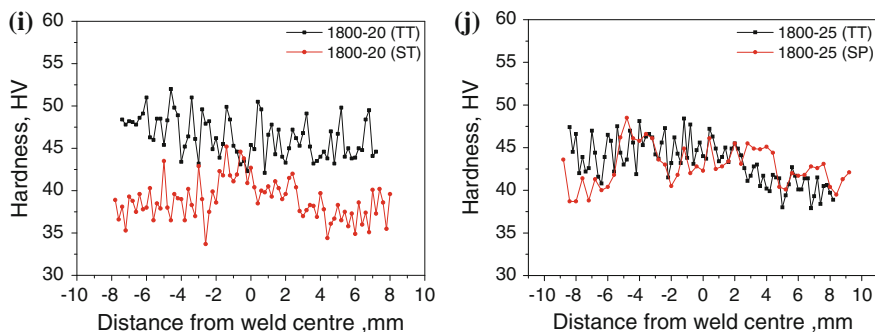 (i)
60
55
50
45
40
35
30
Hardness, HV
1800-20 (TT)
1800-20 (ST)
-10 -8 -6 -4 -2 0 2 4 6 8 10
Distance from weld centre ,mm
(j)
60
55
50
45
40
35
30
Hardness, HV
1800-25 (TT)
1800-25 (SP)
-10 -8 -6 -4 -2 0 2 4 6 8 10
Distance from weld centre ,mm